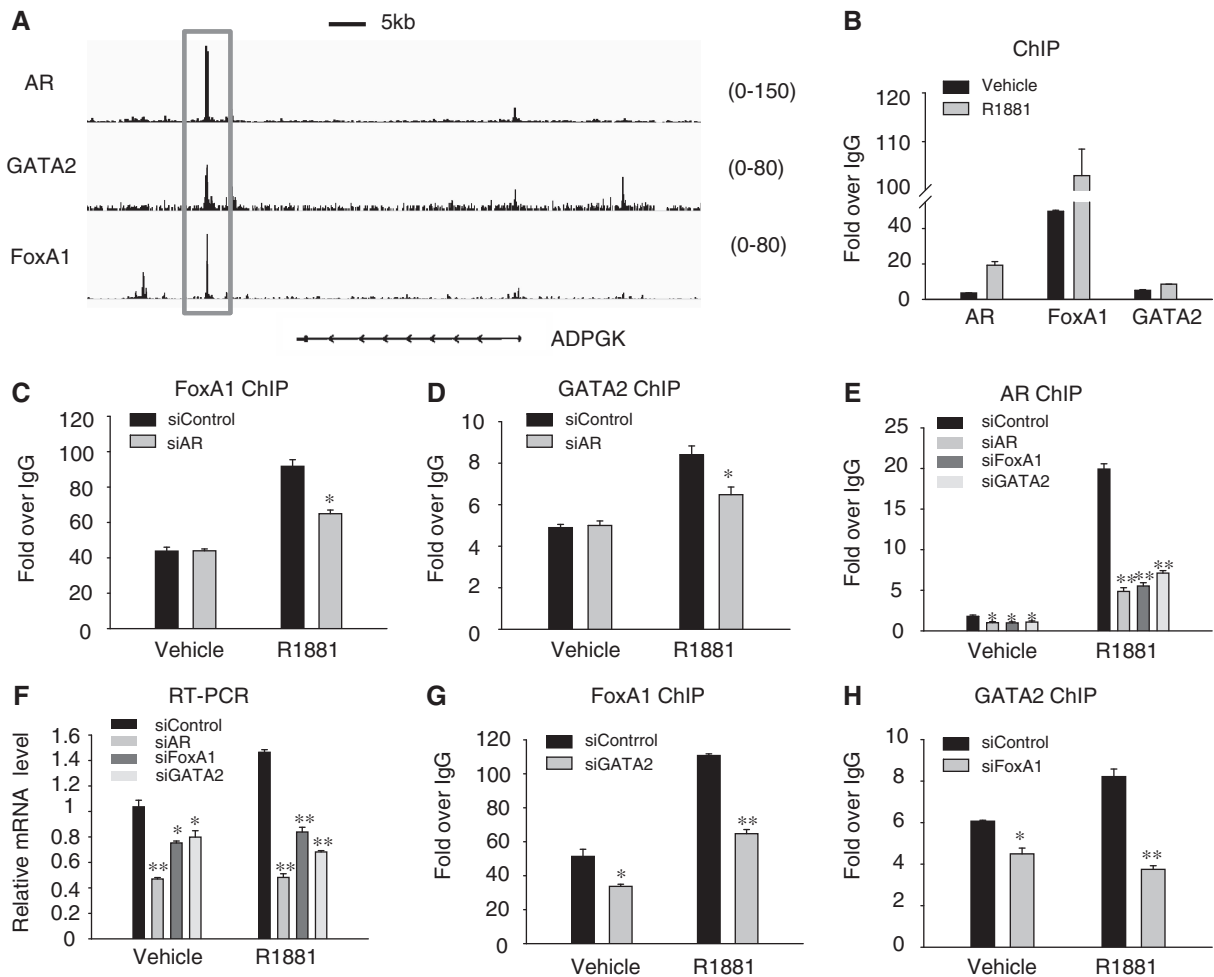 A
5kb
AR
(0-150)
GATA2
(0-80)
FoxA1
(0-80)
ADPGK
B
ChIP
Vehicle
R1881
Fold over IgG
120
110
100
40
20
0
AR FoxA1 GATA2
C
FoxA1 ChIP
siControl
siAR
Fold over IgG
120
100
80
60
40
20
0
*
Vehicle R1881
D
GATA2 ChIP
siControl
siAR
Fold over IgG
10
8
6
4
2
0
*
Vehicle R1881
E
AR ChIP
siControl
siAR
siFoxA1
siGATA2
Fold over IgG
25
20
15
10
5
0
* * *
** ** **
Vehicle R1881
F
RT-PCR
siControl
siAR
siFoxA1
siGATA2
Relative mRNA level
1.6
1.4
1.2
1
0.8
0.6
0.4
0.2
0
** * *
** ** **
Vehicle R1881
G
FoxA1 ChIP
siContrrol
siGATA2
Fold over IgG
120
100
80
60
40
20
0
*
**
Vehicle R1881
H
GATA2 ChIP
siControl
siFoxA1
Fold over IgG
10
8
6
4
2
0
*
**
Vehicle R1881